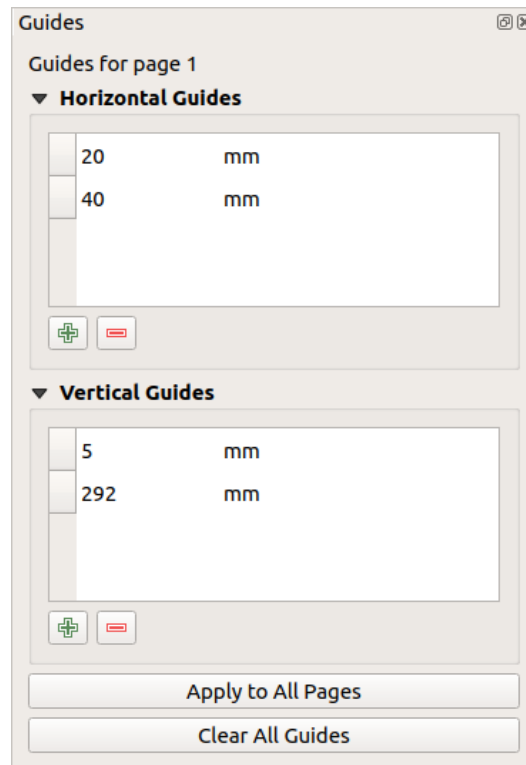 Guides
Guides for page 1
Horizontal Guides
20 mm
40 mm
Vertical Guides
5 mm
292 mm
Apply to All Pages
Clear All Guides